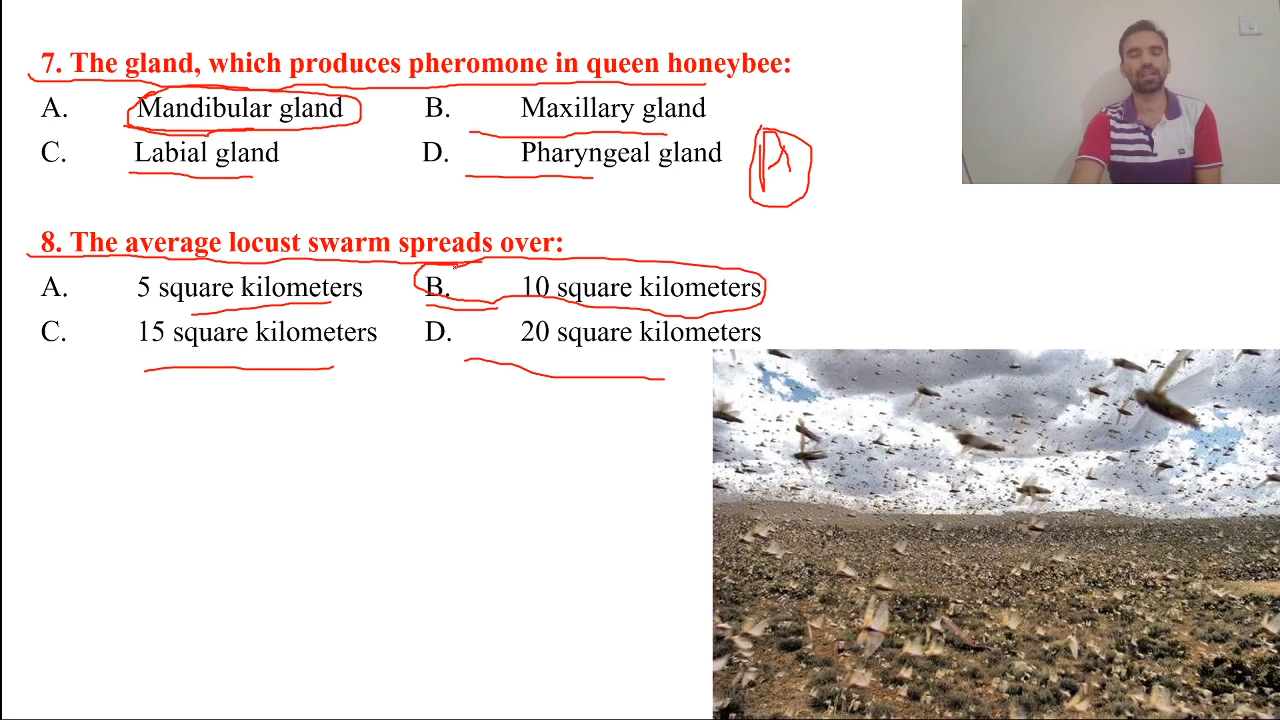 7. The gland, which produces pheromone in queen honeybee:
A. Mandibular gland B. Maxillary gland
C. Labial gland D. Pharyngeal gland
8. The average locust swarm spreads over:
A. 5 square kilometers B. 10 square kilometers
C. 15 square kilometers D. 20 square kilometers